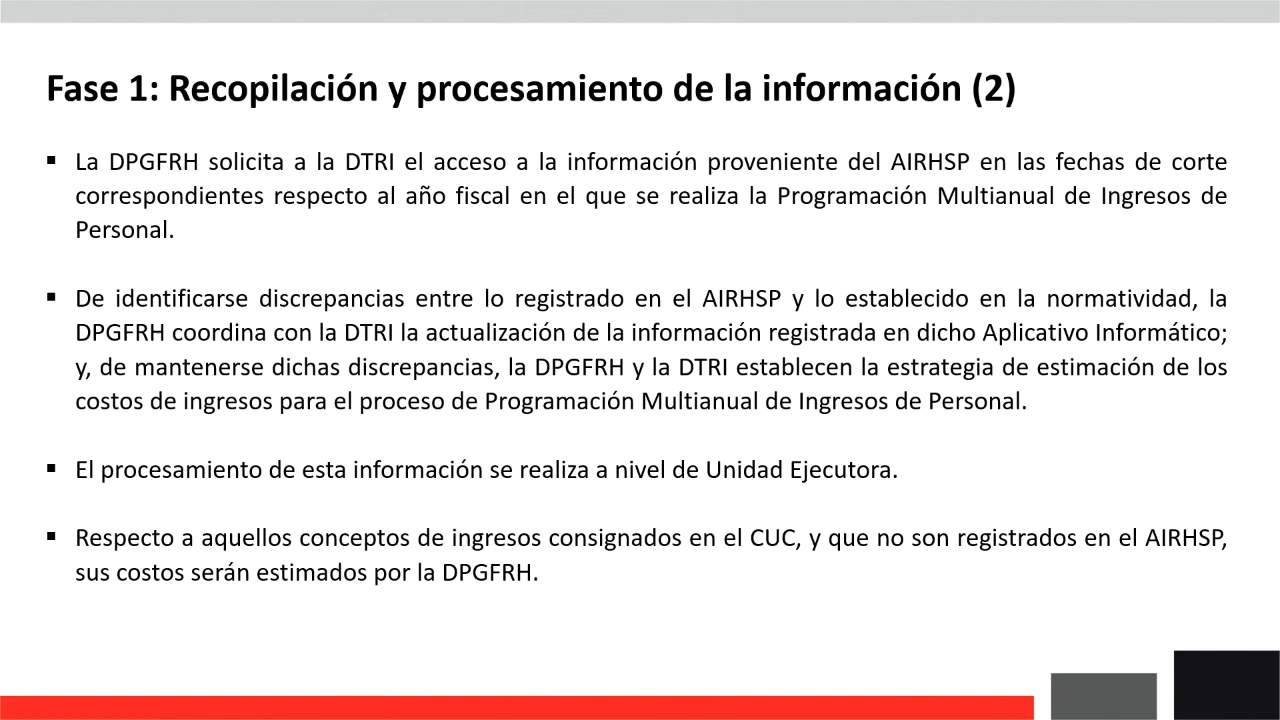 Fase 1: Recopilación y procesamiento de la información (2)
▪ La DPGFRH solicita a la DTRI el acceso a la información proveniente del AIRHSP en las fechas de corte
correspondientes respecto al año fiscal en el que se realiza la Programación Multianual de Ingresos de
Personal.
▪ De identificarse discrepancias entre lo registrado en el AIRHSP y lo establecido en la normatividad, la
DPGFRH coordina con la DTRI la actualización de la información registrada en dicho Aplicativo Informático;
y, de mantenerse dichas discrepancias, la DPGFRH y la DTRI establecen la estrategia de estimación de los
costos de ingresos para el proceso de Programación Multianual de Ingresos de Personal.
▪ El procesamiento de esta información se realiza a nivel de Unidad Ejecutora.
▪ Respecto a aquellos conceptos de ingresos consignados en el CUC, y que no son registrados en el AIRHSP,
sus costos serán estimados por la DPGFRH.